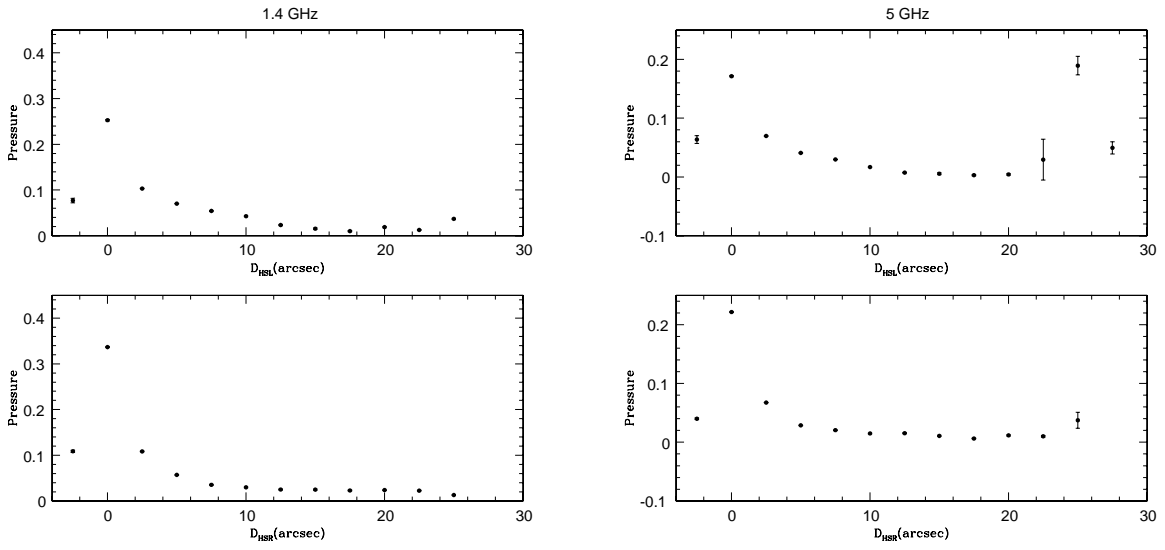 1.4 GHz
0.4
0.3
0.2
0.1
0
Pressure
0 10 20 30
D_HSL(arcsec)
5 GHz
0.2
0.1
0
-0.1
Pressure
0 10 20 30
D_HSL(arcsec)
0.4
0.3
0.2
0.1
0
Pressure
0 10 20 30
D_HSR(arcsec)
0.2
0.1
0
-0.1
Pressure
0 10 20 30
D_HSR(arcsec)